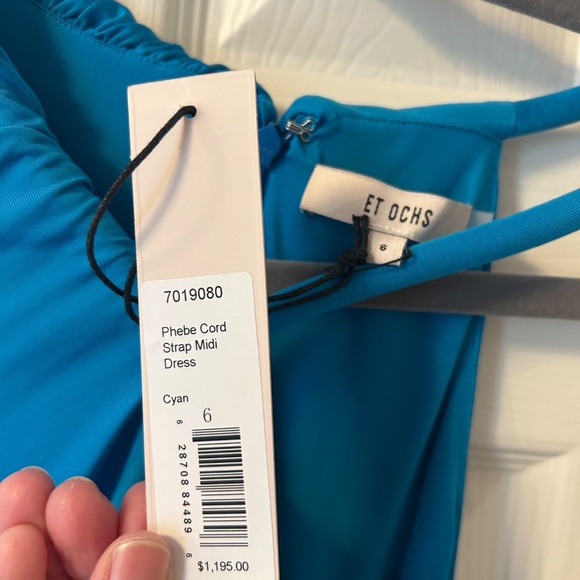 ET OCHS
6
7019080
Phebe Cord
Strap Midi
Dress
Cyan
6
6 28708 84489 6
$1,195.00